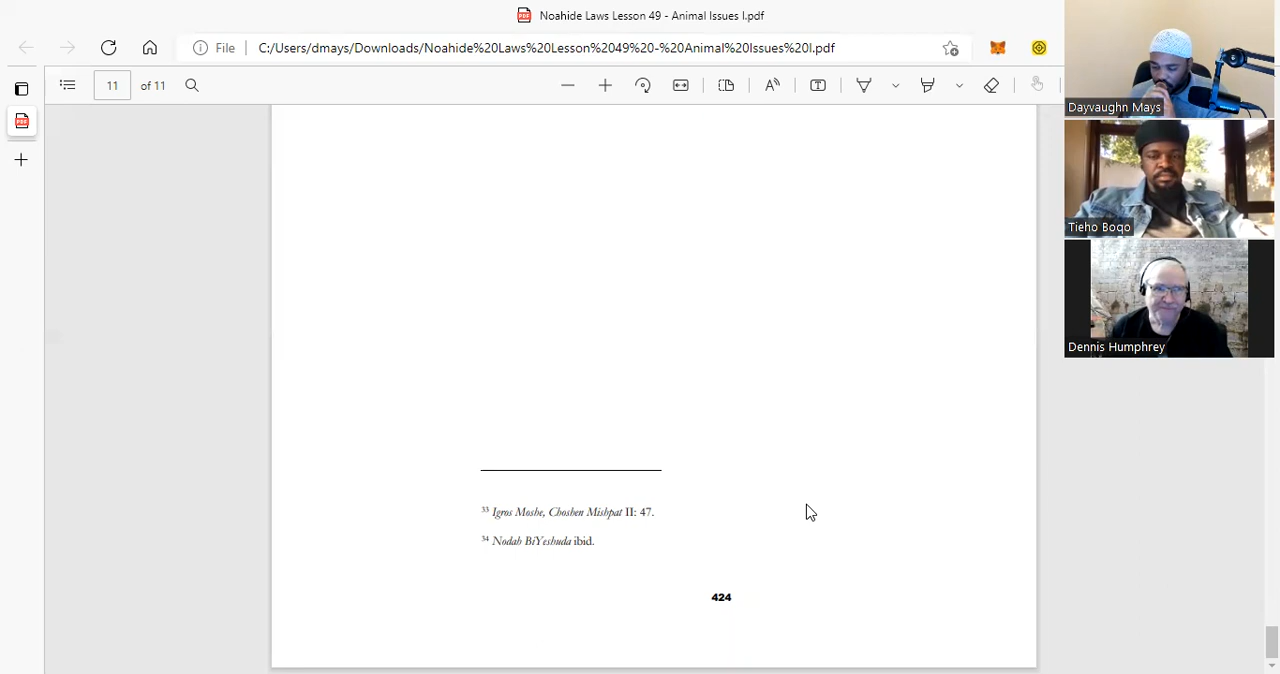 Noahide Laws Lesson 49 - Animal Issues I.pdf
File
C:/Users/dmays/Downloads/Noahide%20Laws%20Lesson%2049%20-%20Animal%20Issues%20I.pdf
11 of 11
33 Igros Moshe, Choshen Mishpat II: 47.
34 Nodah BiYeshuda ibid.
424
Dayvaughn Mays
Tieho Boqo
Dennis Humphrey